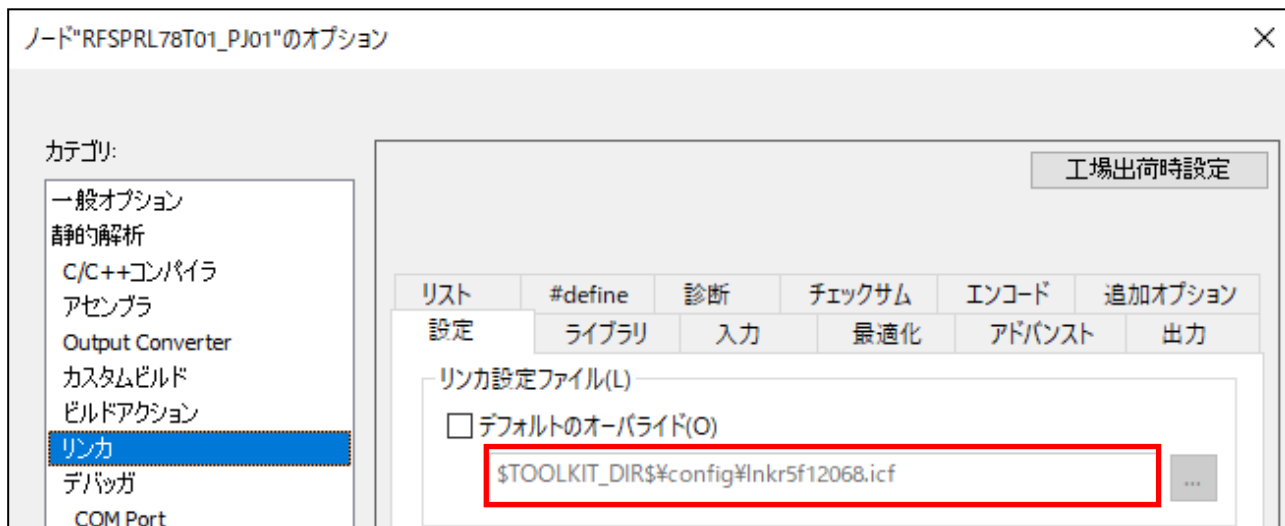 ノード"RFSPRL78T01_PJ01"のオプション
カテゴリ:
一般オプション
静的解析
C/C++コンパイラ
アセンブラ
Output Converter
カスタムビルド
ビルドアクション
リンカ
デバッガ
COM Port
工場出荷時設定
リスト #define 診断 チェックサム エンコード 追加オプション
設定 ライブラリ 入力 最適化 アドバンスト 出力
リンカ設定ファイル(L)
デフォルトのオーバライド(O)
$TOOLKIT_DIR$¥config¥lnkr5f12068.icf
...